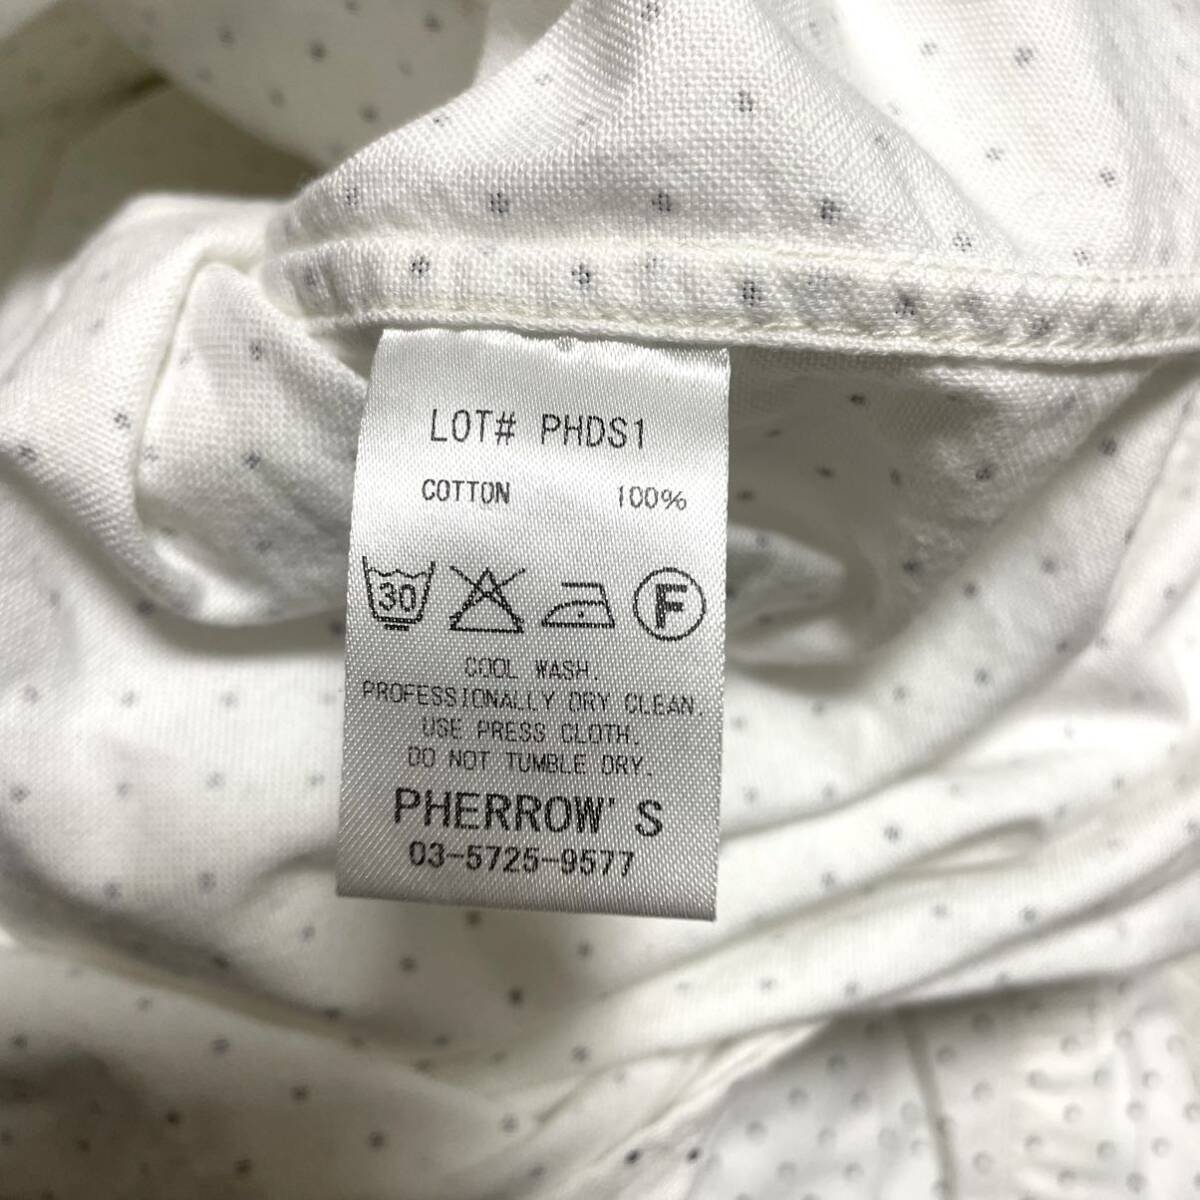 LOT# PHDS1
COTTON 100%
30 F
COOL WASH.
PROFESSIONALLY DRY CLEAN.
USE PRESS CLOTH.
DO NOT TUMBLE DRY.
PHERROW'S
03-5725-9577